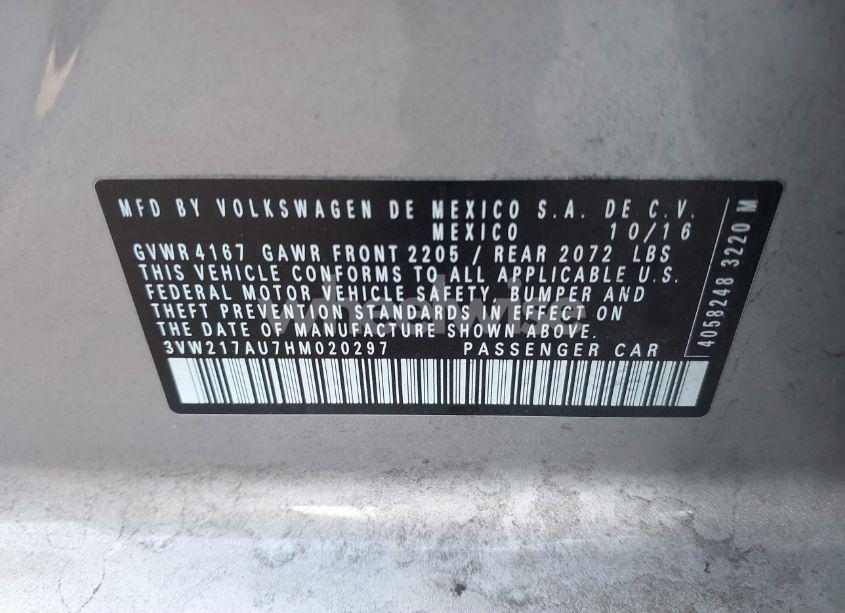 MFD BY VOLKSWAGEN DE MEXICO S.A. DE C.V.
MEXICO 10/16
GVWR 4167 GAWR FRONT 2205 / REAR 2072 LBS
THIS VEHICLE CONFORMS TO ALL APPLICABLE U.S.
FEDERAL MOTOR VEHICLE SAFETY, BUMPER AND
THEFT PREVENTION STANDARDS IN EFFECT ON
THE DATE OF MANUFACTURE SHOWN ABOVE.
3VW217AU7HM020297 PASSENGER CAR
4058248 3220 M